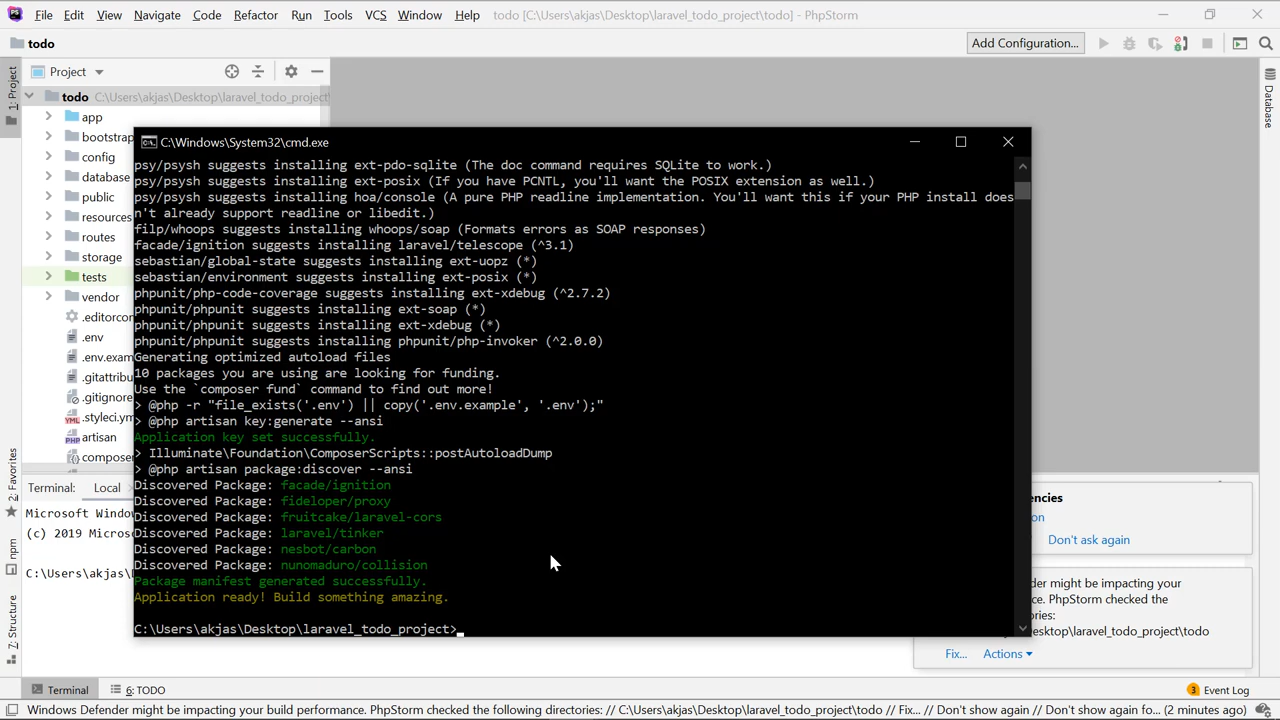 File Edit View Navigate Code Refactor Run Tools VCS Window Help todo [C:\Users\akjas\Desktop\laravel_todo_project\todo] - PhpStorm
todo Add Configuration...
1: Project
Project
todo C:\Users\akjas\Desktop\laravel_todo_project\
app
bootstrap
config
database
public
resources
routes
storage
tests
vendor
.editorcon
.env
.env.exam
.gitattribu
.gitignore
.styleci.ym
artisan
compose
Database
C:\Windows\System32\cmd.exe
psy/psysh suggests installing ext-pdo-sqlite (The doc command requires SQLite to work.)
psy/psysh suggests installing ext-posix (If you have PCNTL, you'll want the POSIX extension as well.)
psy/psysh suggests installing hoa/console (A pure PHP readline implementation. You'll want this if your PHP install does
n't already support readline or libedit.)
filp/whoops suggests installing whoops/soap (Formats errors as SOAP responses)
facade/ignition suggests installing laravel/telescope (^3.1)
sebastian/global-state suggests installing ext-uopz (*)
sebastian/environment suggests installing ext-posix (*)
phpunit/php-code-coverage suggests installing ext-xdebug (^2.7.2)
phpunit/phpunit suggests installing ext-soap (*)
phpunit/phpunit suggests installing ext-xdebug (*)
phpunit/phpunit suggests installing phpunit/php-invoker (^2.0.0)
Generating optimized autoload files
10 packages you are using are looking for funding.
Use the `composer fund` command to find out more!
> @php -r "file_exists('.env') || copy('.env.example', '.env');"
> @php artisan key:generate --ansi
Application key set successfully.
> Illuminate\Foundation\ComposerScripts::postAutoloadDump
> @php artisan package:discover --ansi
Discovered Package: facade/ignition
Discovered Package: fideloper/proxy
Discovered Package: fruitcake/laravel-cors
Discovered Package: laravel/tinker
Discovered Package: nesbot/carbon
Discovered Package: nunomaduro/collision
Package manifest generated successfully.
Application ready! Build something amazing.
C:\Users\akjas\Desktop\laravel_todo_project>
2: Favorites
npm
7: Structure
Terminal: Local
Microsoft Window
(c) 2019 Micros
C:\Users\akjas\
encies
on
Don't ask again
der might be impacting your
ce. PhpStorm checked the
ories:
esktop\laravel_todo_project\todo
Fix... Actions
Terminal 6: TODO 3 Event Log
Windows Defender might be impacting your build performance. PhpStorm checked the following directories: // C:\Users\akjas\Desktop\laravel_todo_project\todo // Fix... // Don't show again // Don't show again fo... (2 minutes ago)